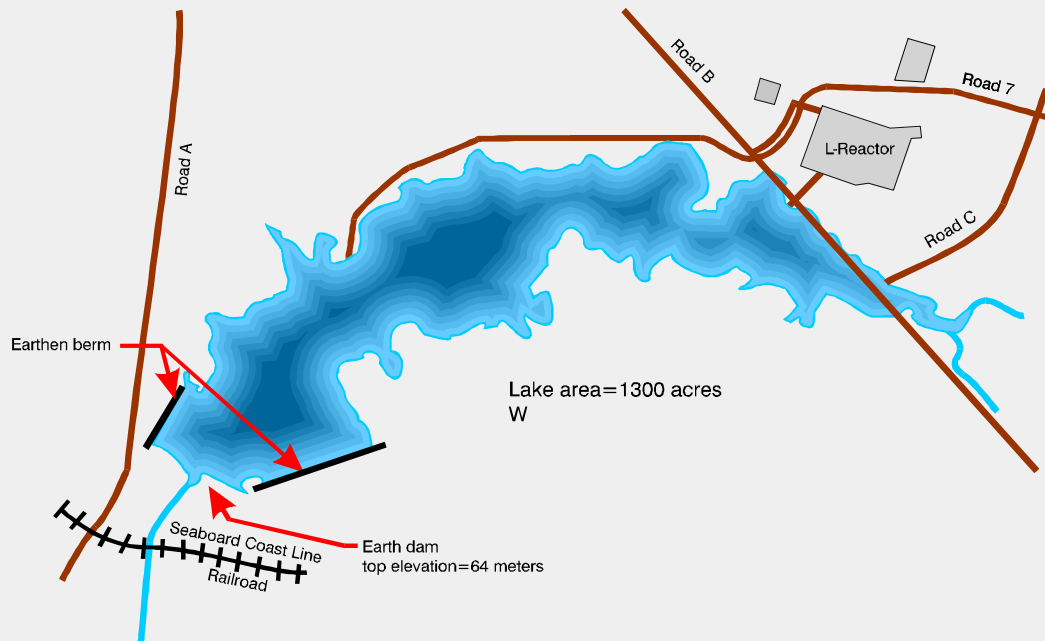 Road B
Road 7
L-Reactor
Road A
Road C
Earthen berm
Lake area=1300 acres
W
Seaboard Coast Line
Railroad
Earth dam
top elevation=64 meters